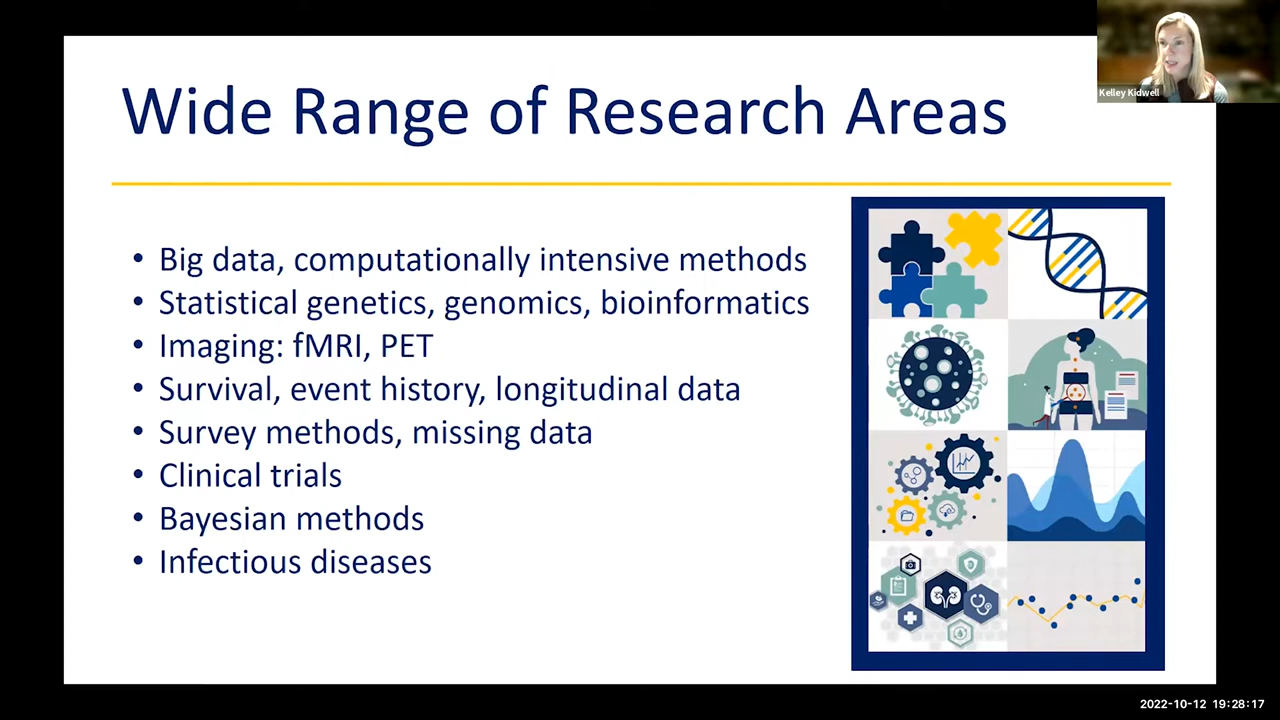 Kelley Kidwell
Wide Range of Research Areas
• Big data, computationally intensive methods
• Statistical genetics, genomics, bioinformatics
• Imaging: fMRI, PET
• Survival, event history, longitudinal data
• Survey methods, missing data
• Clinical trials
• Bayesian methods
• Infectious diseases
2022-10-12 19:28:17